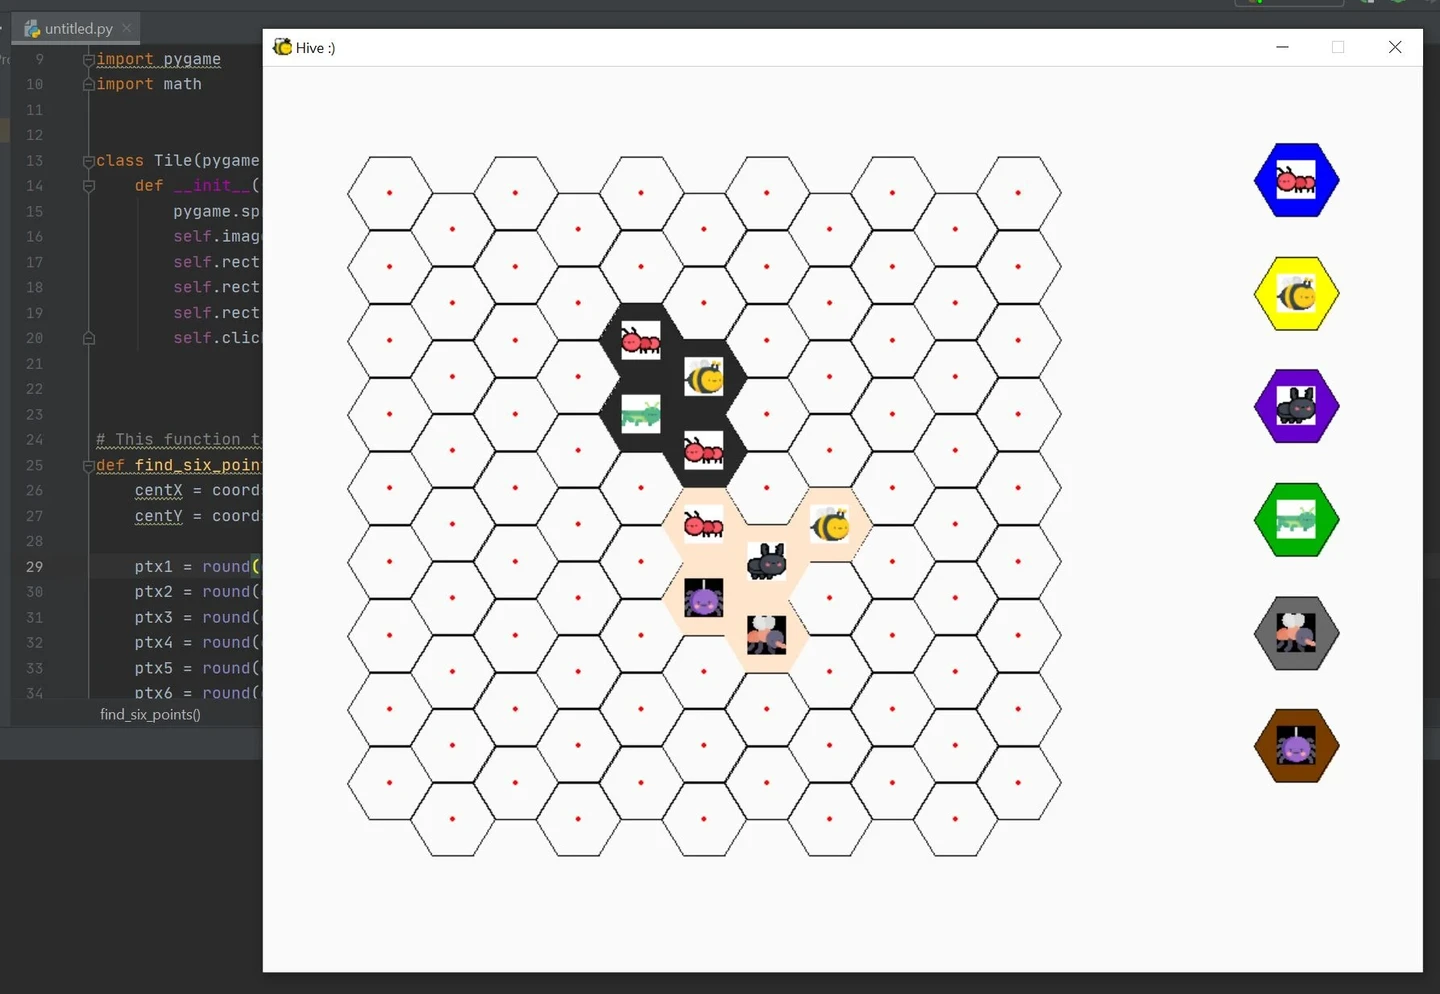 untitled.py
Hive :)
9 import pygame
10 import math
11
12
13 class Tile(pygame
14 def __init__(
15 pygame.sp
16 self.imag
17 self.rect
18 self.rect
19 self.rect
20 self.clic
21
22
23
24 # This function t
25 def find_six_poin
26 centX = coord
27 centY = coord
28
29 ptx1 = round(
30 ptx2 = round(
31 ptx3 = round(
32 ptx4 = round(
33 ptx5 = round(
34 ptx6 = round(
find_six_points()